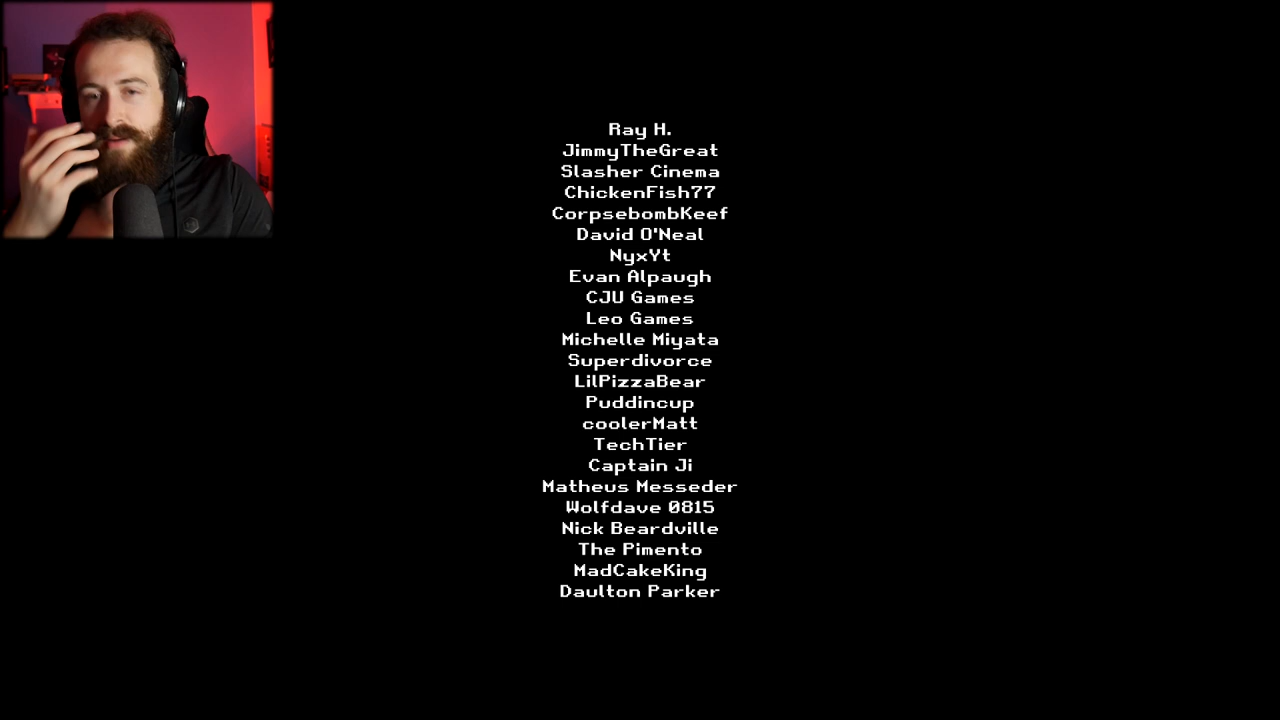 Ray H.
JimmyTheGreat
Slasher Cinema
ChickenFish77
CorpsebombKeef
David O'Neal
NyxYt
Evan Alpaugh
CJU Games
Leo Games
Michelle Miyata
Superdivorce
LilPizzaBear
Puddincup
coolerMatt
TechTier
Captain Ji
Matheus Messeder
Wolfdave 0815
Nick Beardville
The Pimento
MadCakeKing
Daulton Parker